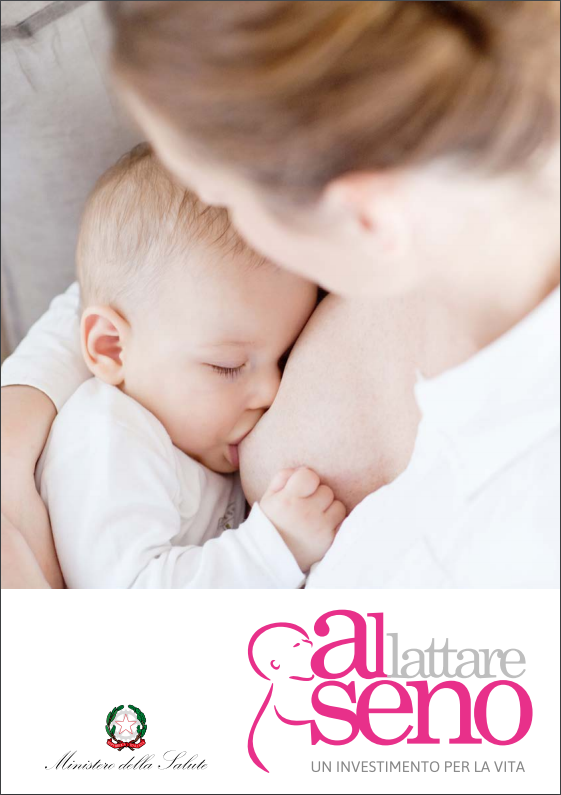 allattare
seno
UN INVESTIMENTO PER LA VITA
Ministero della Salute